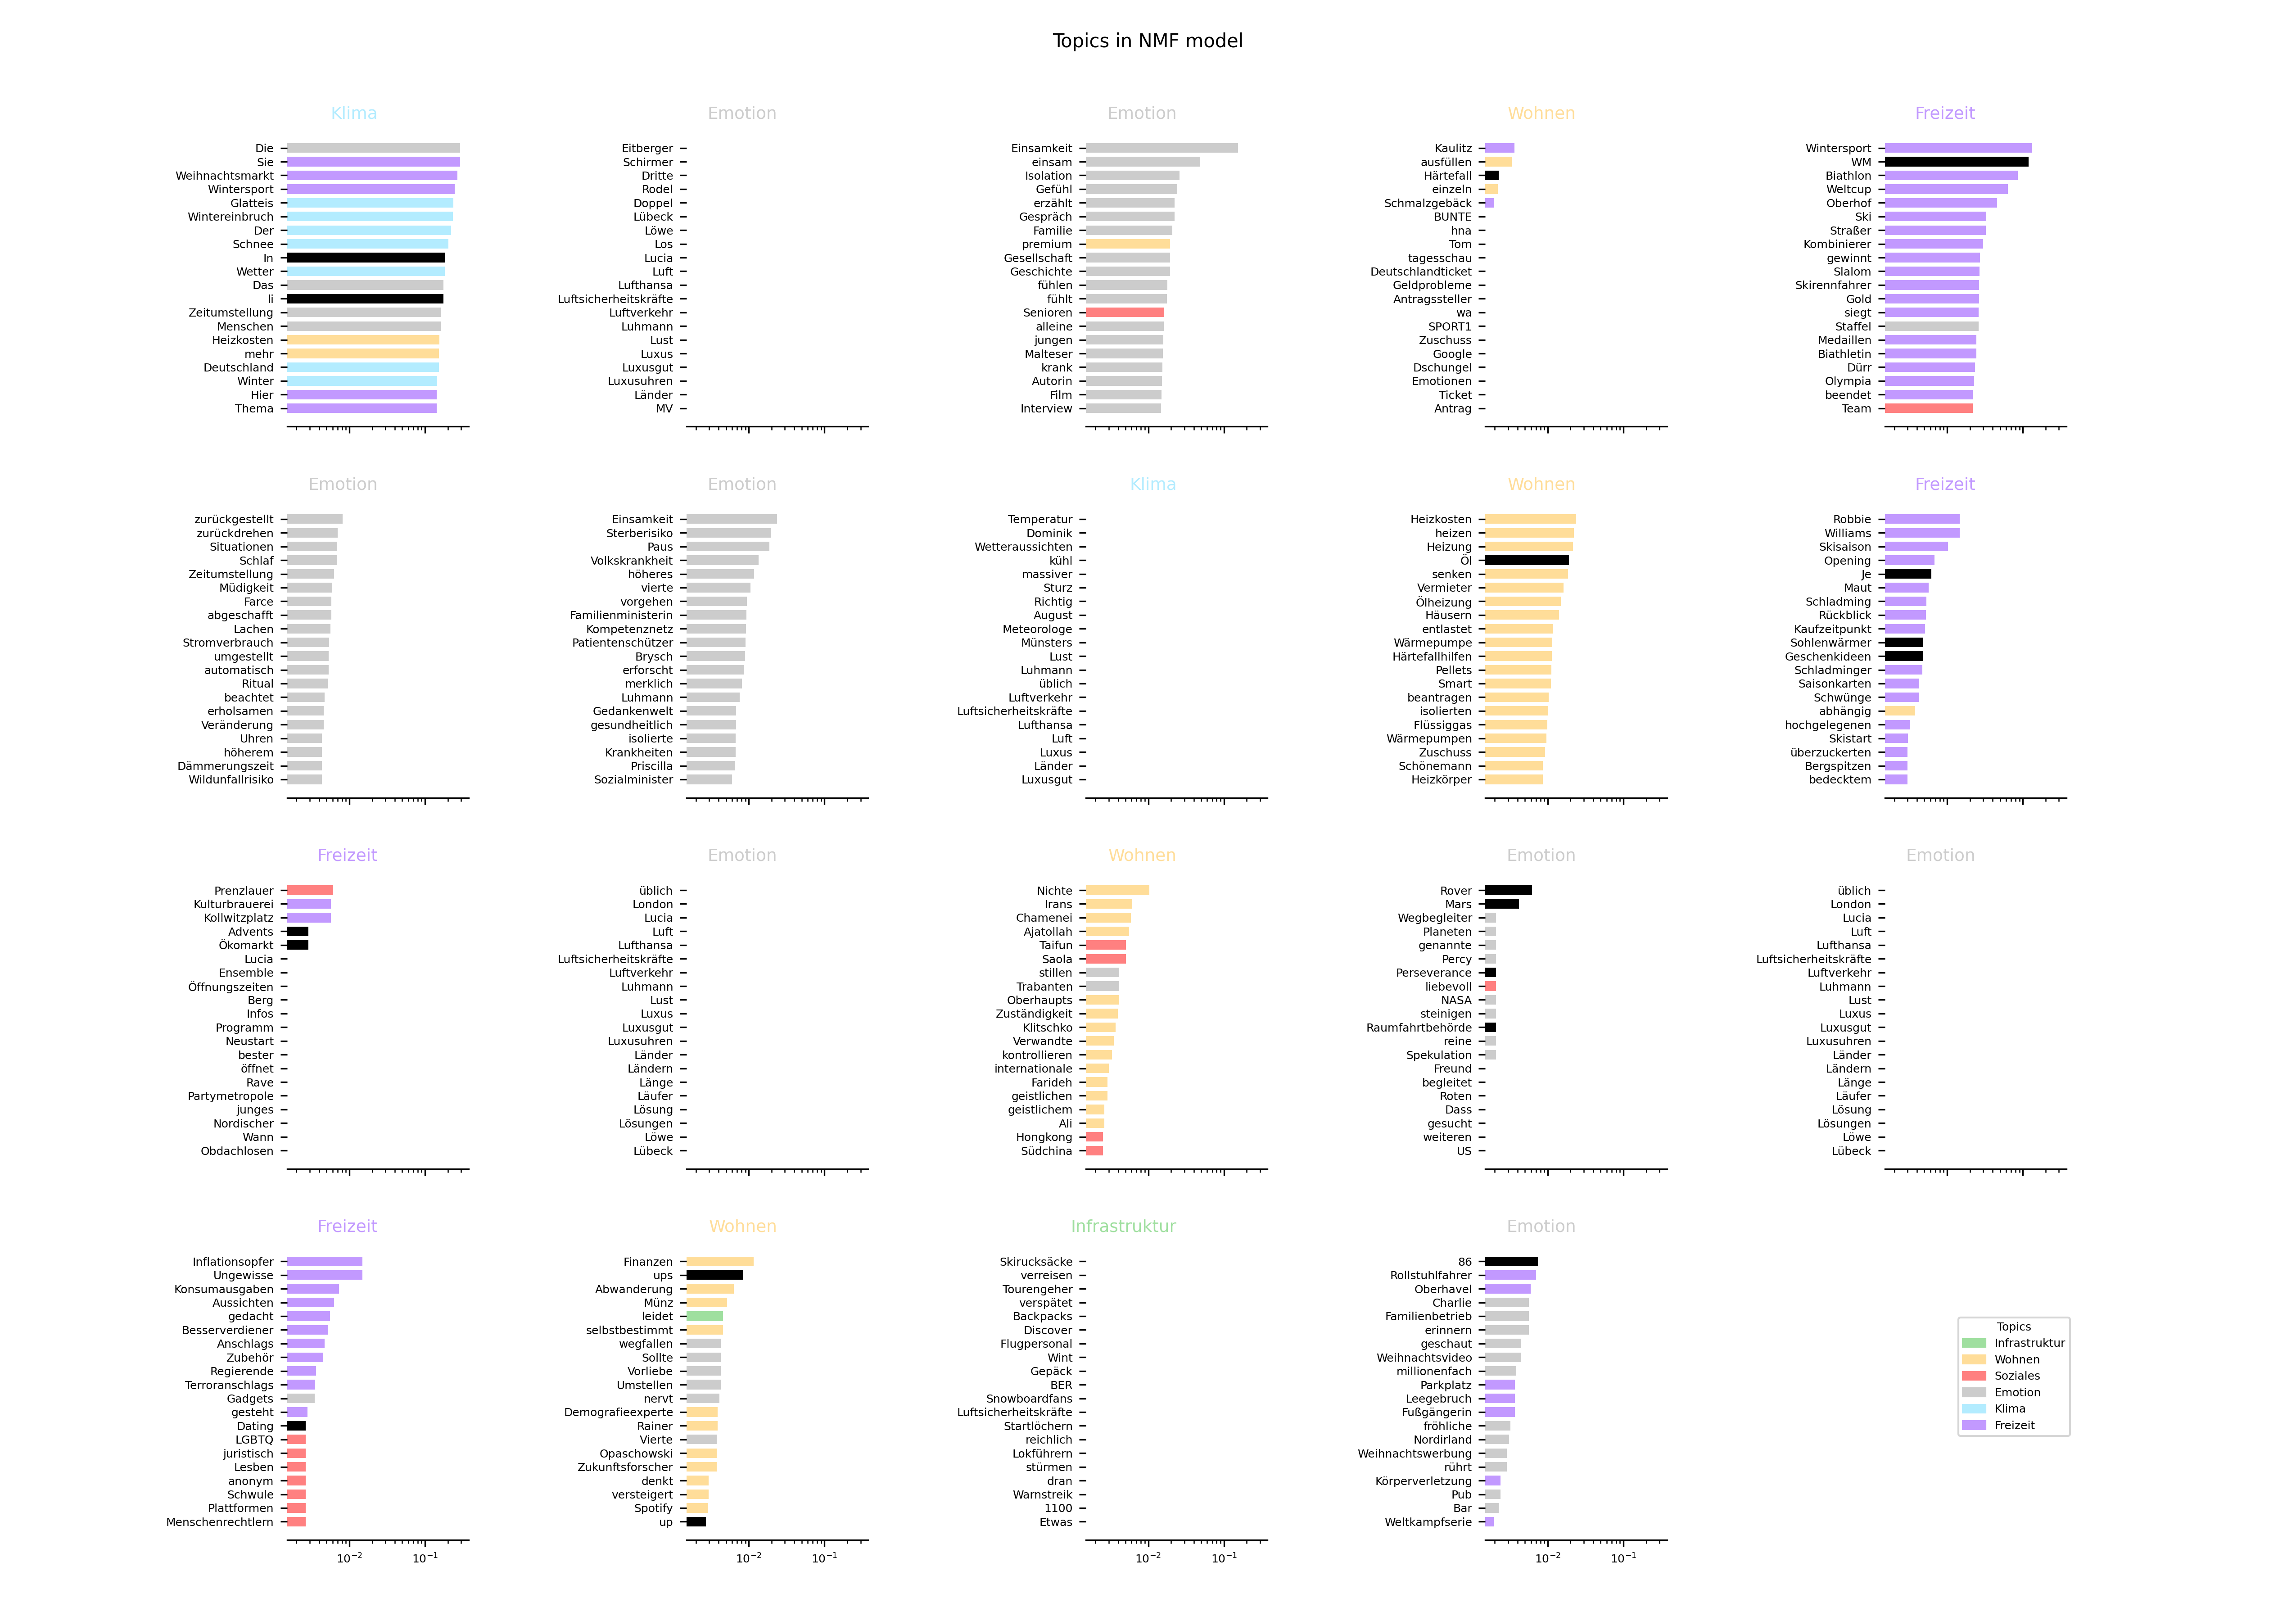 Topics in NMF model
Klima
Die
Sie
Weihnachtsmarkt
Wintersport
Glatteis
Wintereinbruch
Der
Schnee
In
Wetter
Das
li
Zeitumstellung
Menschen
Heizkosten
mehr
Deutschland
Winter
Hier
Thema
Emotion
Eitberger
Schirmer
Dritte
Rodel
Doppel
Lübeck
Löwe
Los
Lucia
Luft
Lufthansa
Luftsicherheitskräfte
Luftverkehr
Luhmann
Lust
Luxus
Luxusgut
Luxusuhren
Länder
MV
Emotion
Einsamkeit
einsam
Isolation
Gefühl
erzählt
Gespräch
Familie
premium
Gesellschaft
Geschichte
fühlen
fühlt
Senioren
alleine
jungen
Malteser
krank
Autorin
Film
Interview
Wohnen
Kaulitz
ausfüllen
Härtefall
einzeln
Schmalzgebäck
BUNTE
hna
Tom
tagesschau
Deutschlandticket
Geldprobleme
Antragssteller
wa
SPORT1
Zuschuss
Google
Dschungel
Emotionen
Ticket
Antrag
Freizeit
Wintersport
WM
Biathlon
Weltcup
Oberhof
Ski
Straßer
Kombinierer
gewinnt
Slalom
Skirennfahrer
Gold
siegt
Staffel
Medaillen
Biathletin
Dürr
Olympia
beendet
Team
Emotion
zurückgestellt
zurückdrehen
Situationen
Schlaf
Zeitumstellung
Müdigkeit
Farce
abgeschafft
Lachen
Stromverbrauch
umgestellt
automatisch
Ritual
beachtet
erholsamen
Veränderung
Uhren
höherem
Dämmerungszeit
Wildunfallrisiko
Emotion
Einsamkeit
Sterberisiko
Paus
Volkskrankheit
höheres
vierte
vorgehen
Familienministerin
Kompetenznetz
Patientenschützer
Brysch
erforscht
merklich
Luhmann
Gedankenwelt
gesundheitlich
isolierte
Krankheiten
Priscilla
Sozialminister
Klima
Temperatur
Dominik
Wetteraussichten
kühl
massiver
Sturz
Richtig
August
Meteorologe
Münsters
Lust
Luhmann
üblich
Luftverkehr
Luftsicherheitskräfte
Lufthansa
Luft
Luxus
Länder
Luxusgut
Wohnen
Heizkosten
heizen
Heizung
Öl
senken
Vermieter
Ölheizung
Häusern
entlastet
Wärmepumpe
Härtefallhilfen
Pellets
Smart
beantragen
isolierten
Flüssiggas
Wärmepumpen
Zuschuss
Schönemann
Heizkörper
Freizeit
Robbie
Williams
Skisaison
Opening
Je
Maut
Schladming
Rückblick
Kaufzeitpunkt
Sohlenwärmer
Geschenkideen
Schladminger
Saisonkarten
Schwünge
abhängig
hochgelegenen
Skistart
überzuckerten
Bergspitzen
bedecktem
Freizeit
Prenzlauer
Kulturbrauerei
Kollwitzplatz
Advents
Ökomarkt
Lucia
Ensemble
Öffnungszeiten
Berg
Infos
Programm
Neustart
bester
öffnet
Rave
Partymetropole
junges
Nordischer
Wann
Obdachlosen
Emotion
üblich
London
Lucia
Luft
Lufthansa
Luftsicherheitskräfte
Luftverkehr
Luhmann
Lust
Luxus
Luxusgut
Luxusuhren
Länder
Ländern
Länge
Läufer
Lösung
Lösungen
Löwe
Lübeck
Wohnen
Nichte
Irans
Chamenei
Ajatollah
Taifun
Saola
stillen
Trabanten
Oberhaupts
Zuständigkeit
Klitschko
Verwandte
kontrollieren
internationale
Farideh
geistlichen
geistlichem
Ali
Hongkong
Südchina
Emotion
Rover
Mars
Wegbegleiter
Planeten
genannte
Percy
Perseverance
liebevoll
NASA
steinigen
Raumfahrtbehörde
reine
Spekulation
Freund
begleitet
Roten
Dass
gesucht
weiteren
US
Emotion
üblich
London
Lucia
Luft
Lufthansa
Luftsicherheitskräfte
Luftverkehr
Luhmann
Lust
Luxus
Luxusgut
Luxusuhren
Länder
Ländern
Länge
Läufer
Lösung
Lösungen
Löwe
Lübeck
Freizeit
Inflationsopfer
Ungewisse
Konsumausgaben
Aussichten
gedacht
Besserverdiener
Anschlags
Zubehör
Regierende
Terroranschlags
Gadgets
gesteht
Dating
LGBTQ
juristisch
Lesben
anonym
Schwule
Plattformen
Menschenrechtlern
10⁻² 10⁻¹
Wohnen
Finanzen
ups
Abwanderung
Münz
leidet
selbstbestimmt
wegfallen
Sollte
Vorliebe
Umstellen
nervt
Demografieexperte
Rainer
Vierte
Opaschowski
Zukunftsforscher
denkt
versteigert
Spotify
up
10⁻² 10⁻¹
Infrastruktur
Skirucksäcke
verreisen
Tourengeher
verspätet
Backpacks
Discover
Flugpersonal
Wint
Gepäck
BER
Snowboardfans
Luftsicherheitskräfte
Startlöchern
reichlich
Lokführern
stürmen
dran
Warnstreik
1100
Etwas
10⁻² 10⁻¹
Emotion
86
Rollstuhlfahrer
Oberhavel
Charlie
Familienbetrieb
erinnern
geschaut
Weihnachtsvideo
millionenfach
Parkplatz
Leegebruch
Fußgängerin
fröhliche
Nordirland
Weihnachtswerbung
rührt
Körperverletzung
Pub
Bar
Weltkampfserie
10⁻² 10⁻¹
Topics
Infrastruktur
Wohnen
Soziales
Emotion
Klima
Freizeit